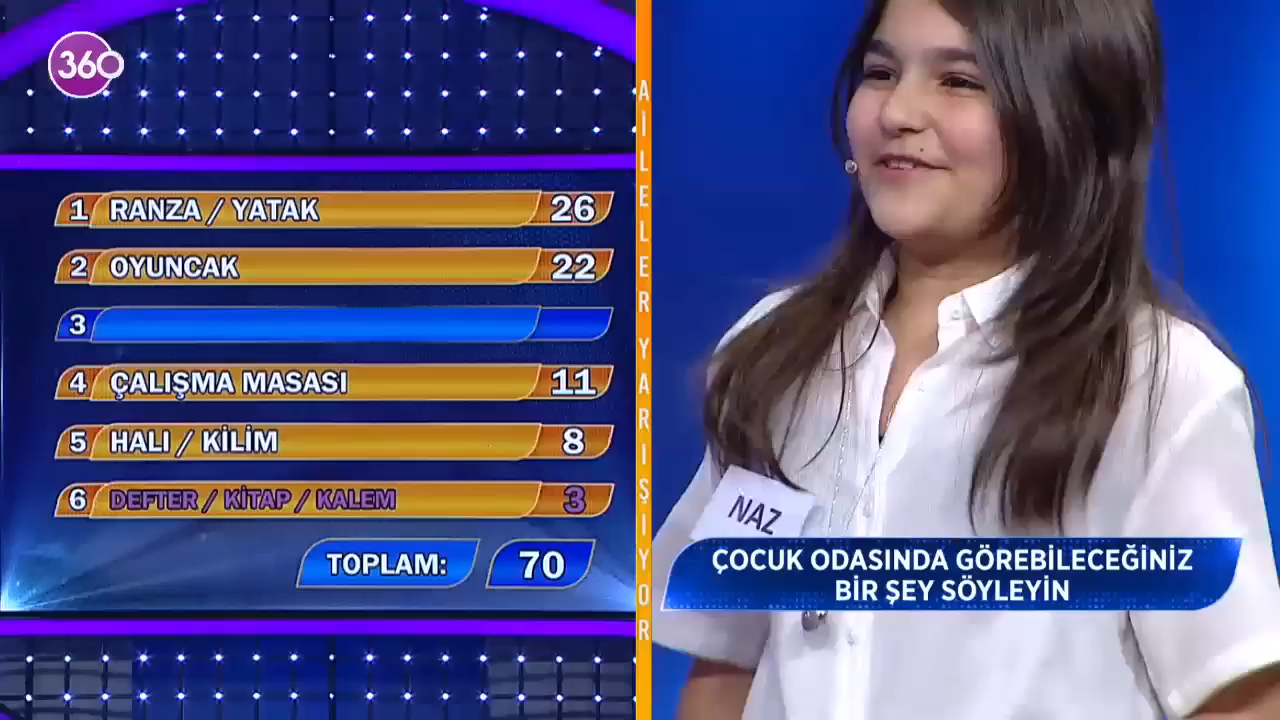 360
1 RANZA / YATAK 26
2 OYUNCAK 22
3
4 ÇALIŞMA MASASI 11
5 HALI / KİLİM 8
6 DEFTER / KİTAP / KALEM 3
TOPLAM: 70
AİLELER YARIŞIYOR
NAZ
ÇOCUK ODASINDA GÖREBİLECEĞİNİZ
BİR ŞEY SÖYLEYİN